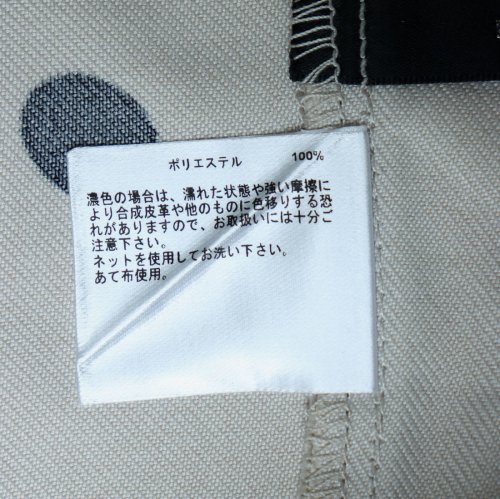 ポリエステル 100%
濃色の場合は、濡れた状態や強い摩擦に
より合成皮革や他のものに色移りする恐
れがありますので、お取扱いには十分ご
注意下さい。
ネットを使用してお洗い下さい。
あて布使用。